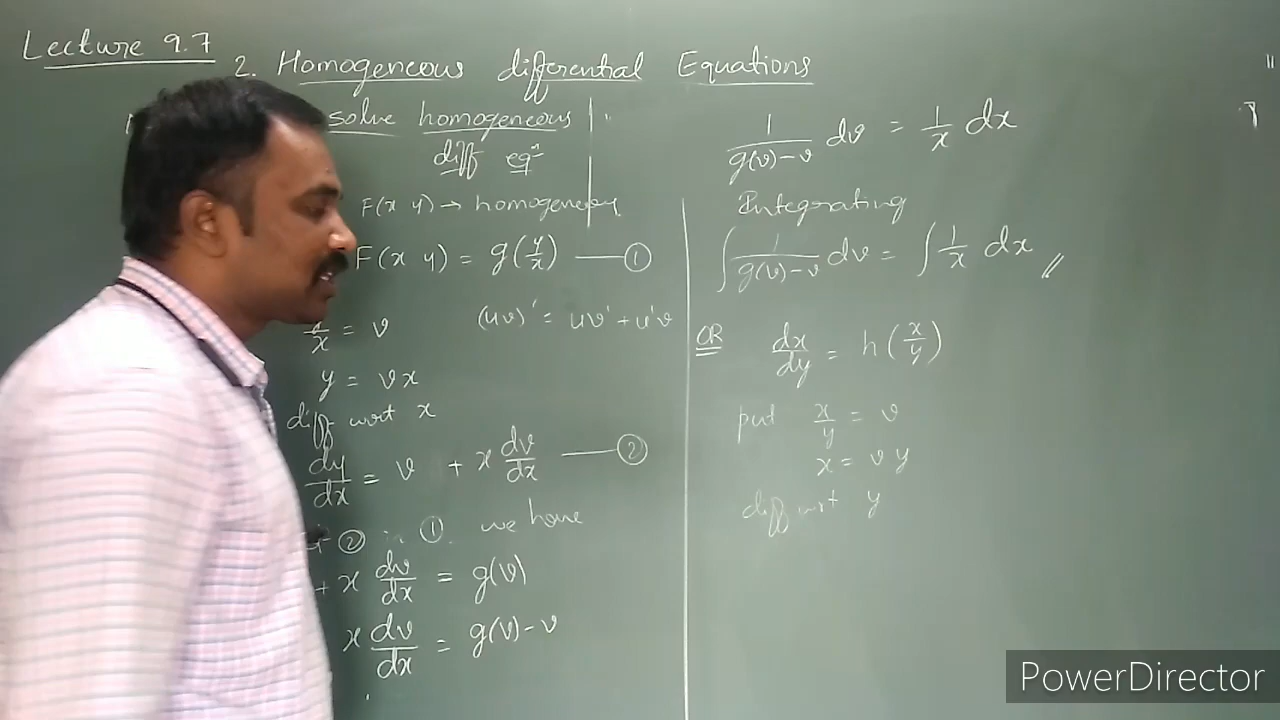 Lecture 9.7
2. Homogeneous differential Equations
solve homogeneous
diff eqⁿ
F(x y) → homogeneous
F(x y) = g(y/x) —— ①
x = v
(uv)' = uv' + u'v
y = vx
diff wrt x
dy/dx = v + x dv/dx —— ②
② in ①. we have
+ x dv/dx = g(v)
x dv/dx = g(v) - v
1/(g(v)-v) dv = 1/x dx
Integrating
∫ 1/(g(v)-v) dv = ∫ 1/x dx //
OR dx/dy = h(x/y)
put x/y = v
x = vy
diff wrt y
PowerDirector